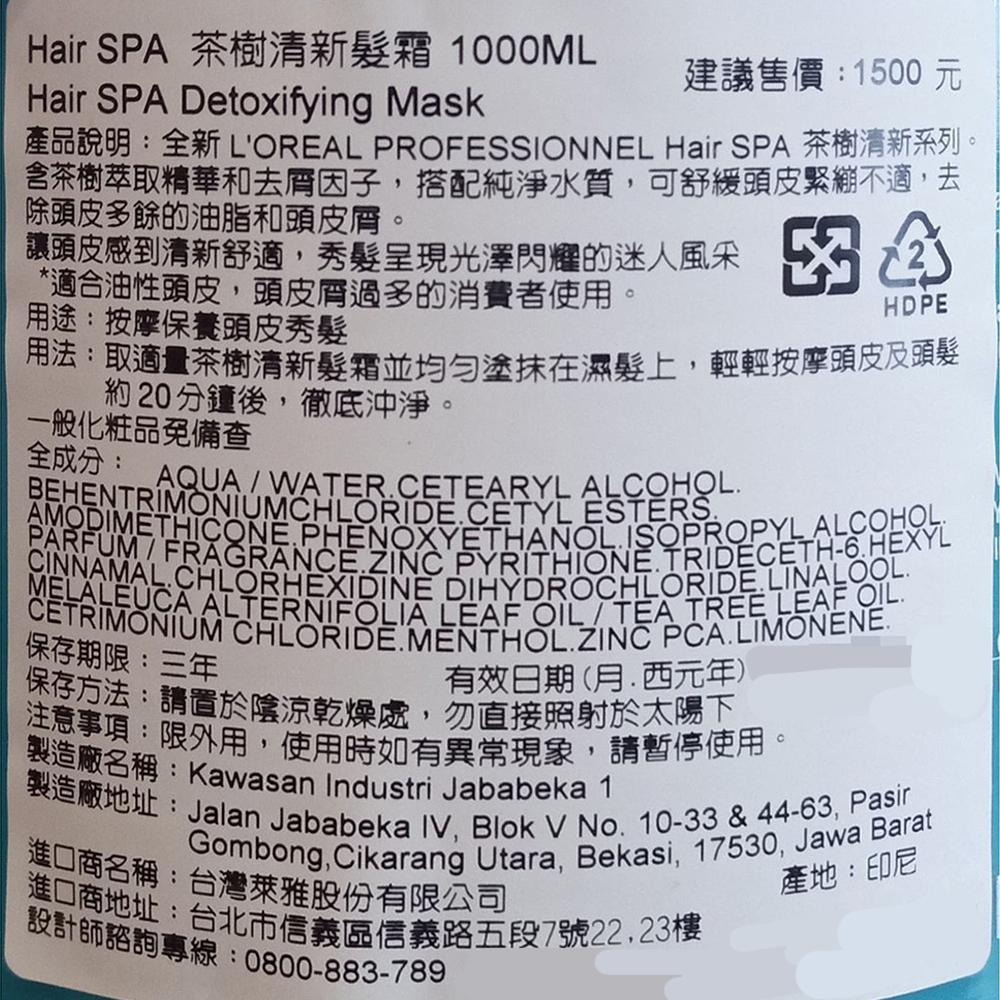 Hair SPA 茶樹清新髮霜 1000ML
建議售價：1500 元
Hair SPA Detoxifying Mask
產品說明：全新 L'OREAL PROFESSIONNEL Hair SPA 茶樹清新系列。
含茶樹萃取精華和去屑因子，搭配純淨水質，可舒緩頭皮緊繃不適，去
除頭皮多餘的油脂和頭皮屑。
讓頭皮感到清新舒適，秀髮呈現光澤閃耀的迷人風采
*適合油性頭皮，頭皮屑過多的消費者使用。
2
HDPE
用途：按摩保養頭皮秀髮
用法：取適量茶樹清新髮霜並均勻塗抹在濕髮上，輕輕按摩頭皮及頭髮
約 20 分鐘後，徹底沖淨。
一般化粧品免備查
全成分： AQUA / WATER.CETEARYL ALCOHOL.
BEHENTRIMONIUMCHLORIDE.CETYL ESTERS.
AMODIMETHICONE.PHENOXYETHANOL.ISOPROPYL ALCOHOL.
PARFUM / FRAGRANCE.ZINC PYRITHIONE.TRIDECETH-6.HEXYL
CINNAMAL.CHLORHEXIDINE DIHYDROCHLORIDE.LINALOOL.
MELALEUCA ALTERNIFOLIA LEAF OIL / TEA TREE LEAF OIL.
CETRIMONIUM CHLORIDE.MENTHOL.ZINC PCA.LIMONENE.
保存期限：三年 有效日期(月.西元年)
保存方法：請置於陰涼乾燥處，勿直接照射於太陽下
注意事項：限外用，使用時如有異常現象，請暫停使用。
製造廠名稱：Kawasan Industri Jababeka 1
製造廠地址：Jalan Jababeka IV, Blok V No. 10-33 & 44-63, Pasir
Gombong,Cikarang Utara, Bekasi, 17530, Jawa Barat
產地：印尼
進口商名稱：台灣萊雅股份有限公司
進口商地址：台北市信義區信義路五段7號22,23樓
設計師諮詢專線：0800-883-789